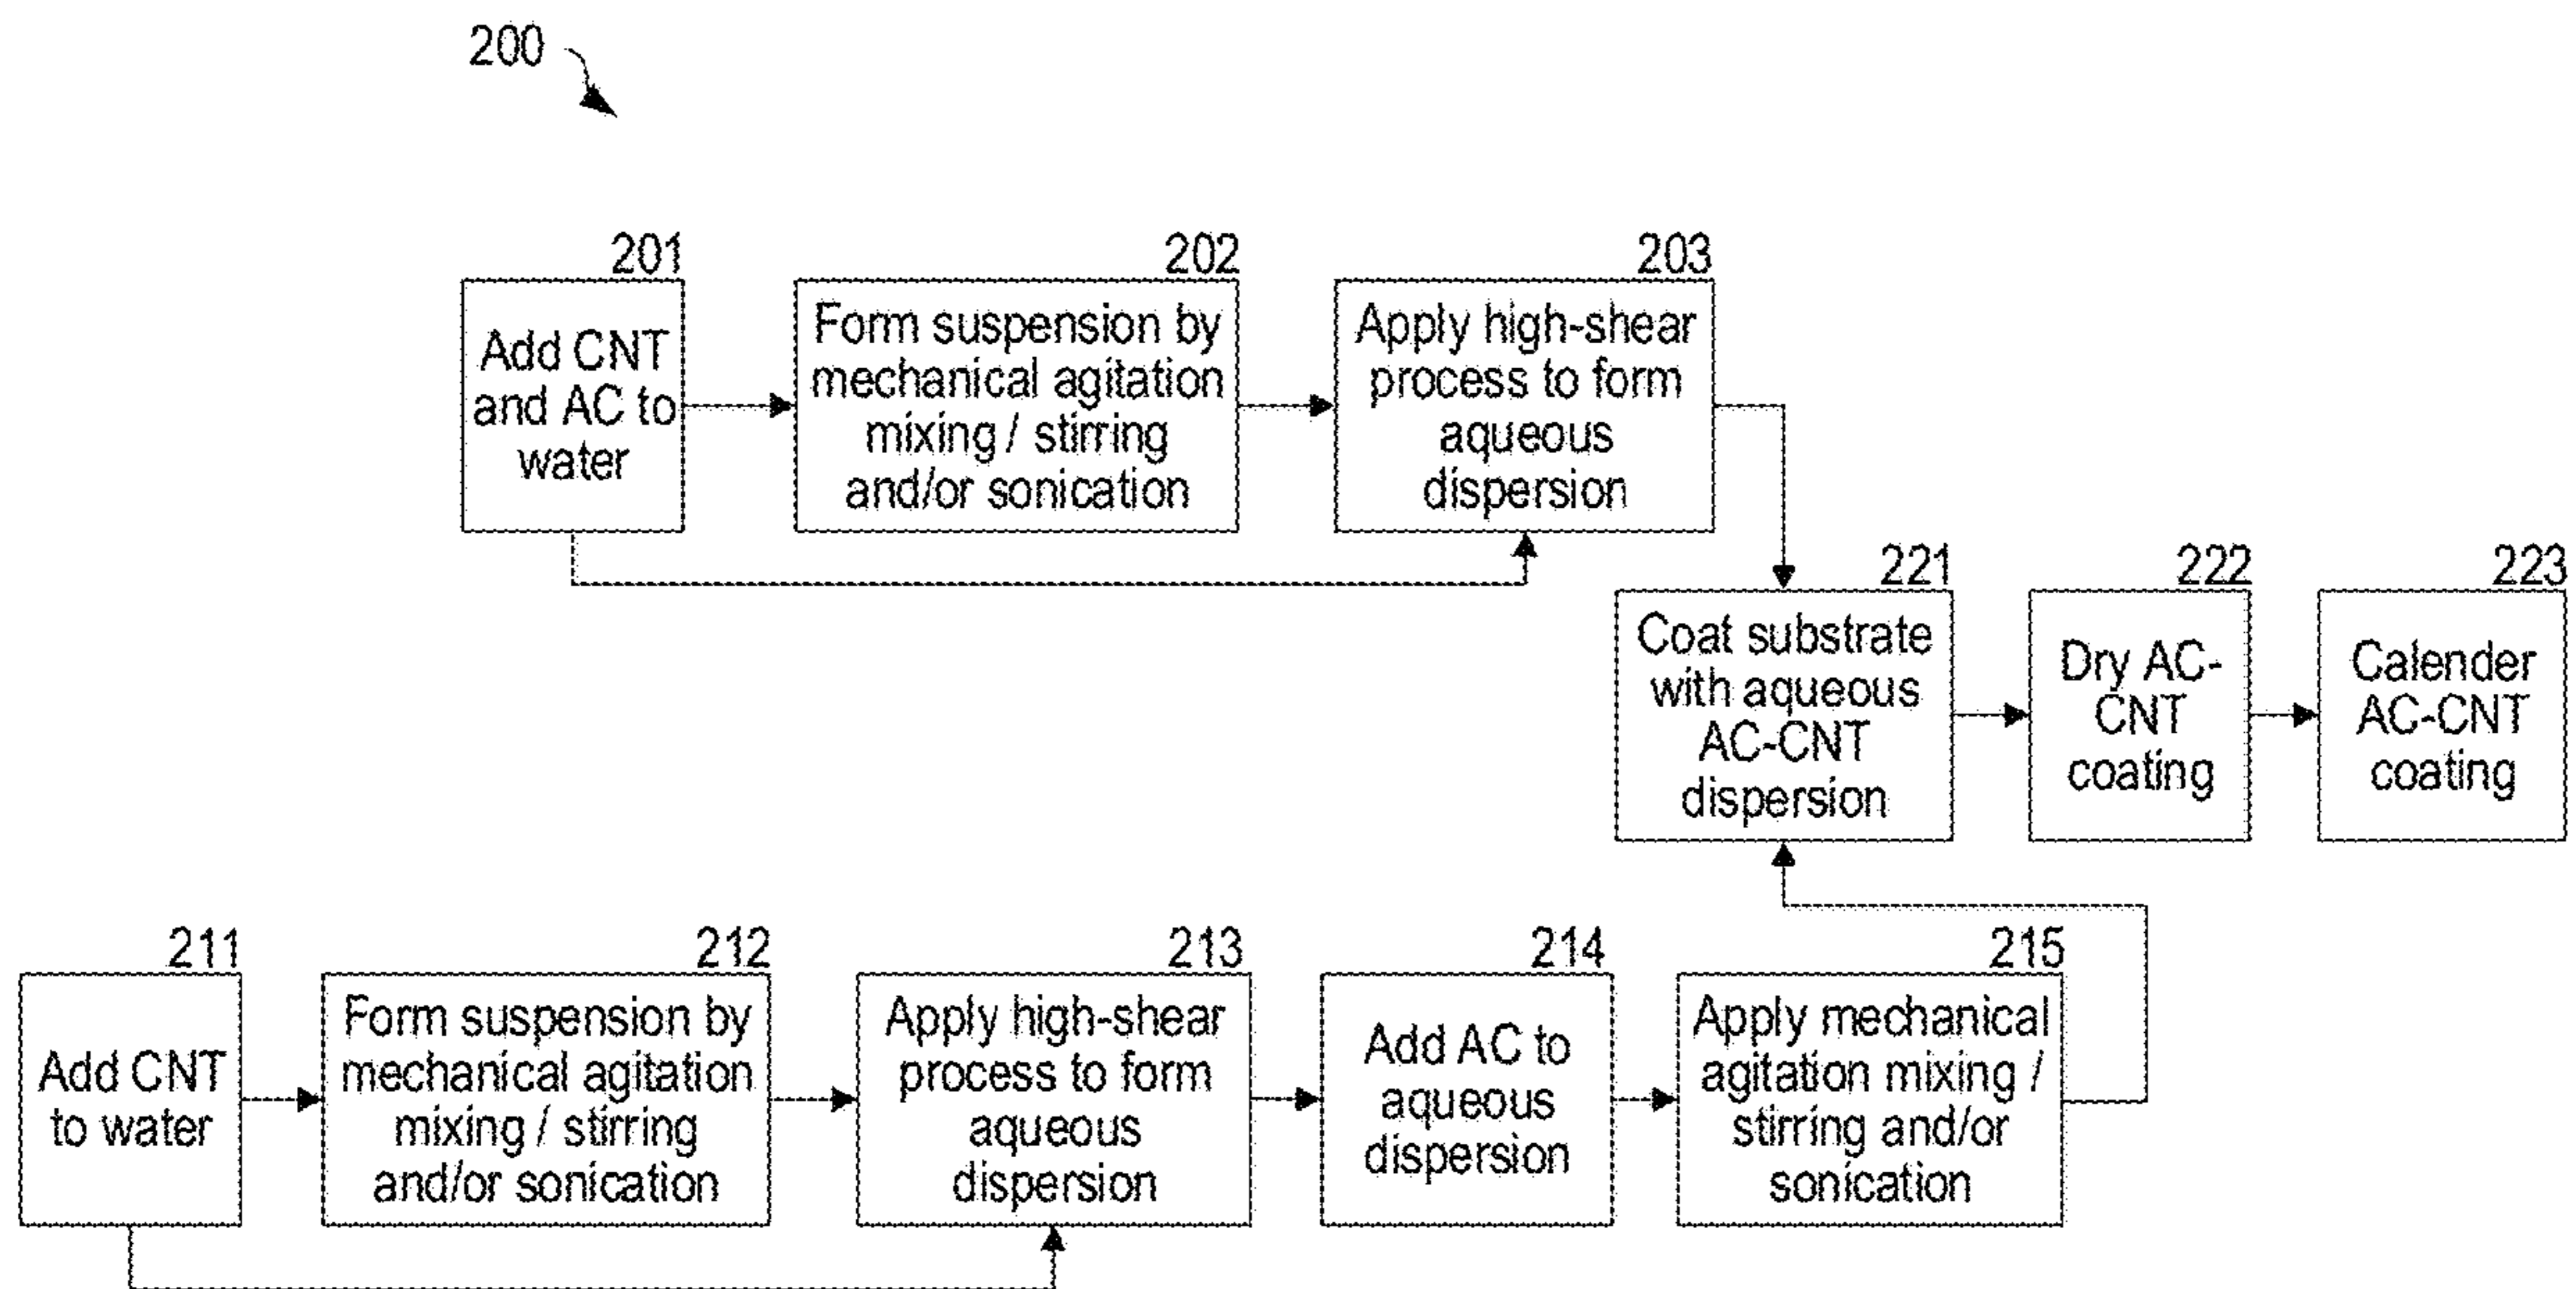 200
201
Add CNT
and AC to
water
202
Form suspension by
mechanical agitation
mixing / stirring
and/or sonication
203
Apply high-shear
process to form
aqueous
dispersion
221
Coat substrate
with aqueous
AC-CNT
dispersion
222
Dry AC-
CNT
coating
223
Calender
AC-CNT
coating
211
Add CNT
to water
212
Form suspension by
mechanical agitation
mixing / stirring
and/or sonication
213
Apply high-shear
process to form
aqueous
dispersion
214
Add AC to
aqueous
dispersion
215
Apply mechanical
agitation mixing /
stirring and/or
sonication